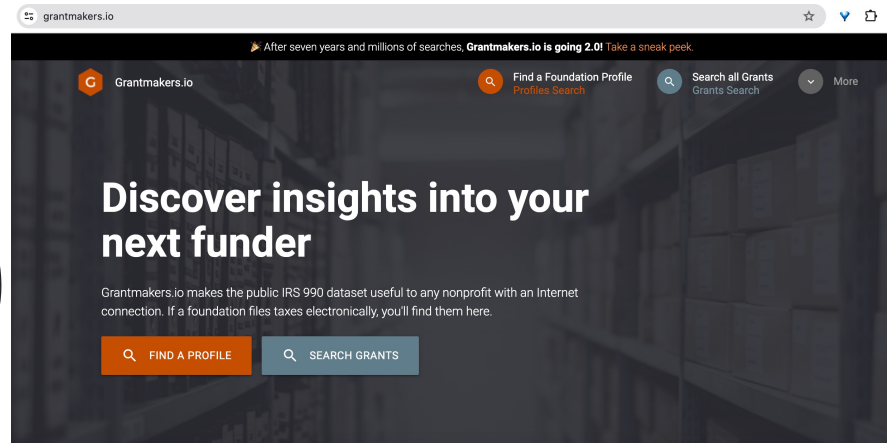 grantmakers.io
🎉 After seven years and millions of searches, Grantmakers.io is going 2.0! Take a sneak peek.
G Grantmakers.io
Find a Foundation Profile
Profiles Search
Search all Grants
Grants Search
More
Discover insights into your
next funder
Grantmakers.io makes the public IRS 990 dataset useful to any nonprofit with an Internet
connection. If a foundation files taxes electronically, you'll find them here.
FIND A PROFILE
SEARCH GRANTS